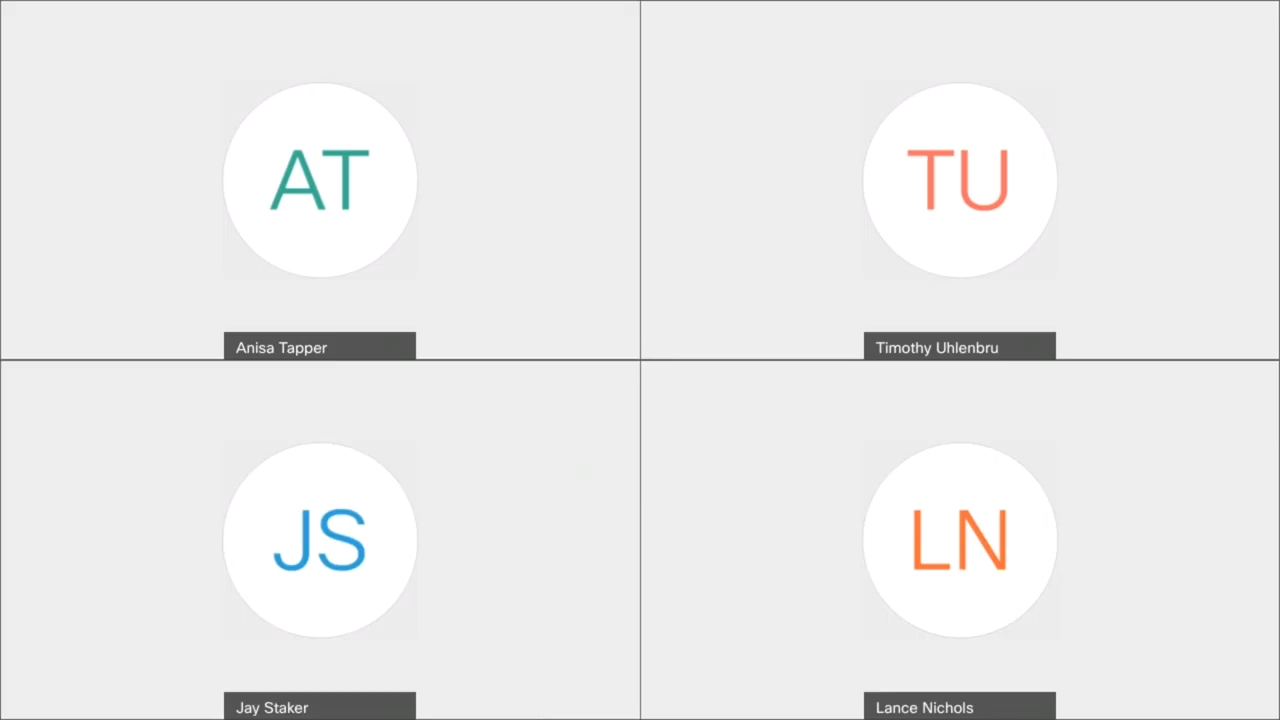 AT
TU
Anisa Tapper
Timothy Uhlenbru
JS
LN
Jay Staker
Lance Nichols